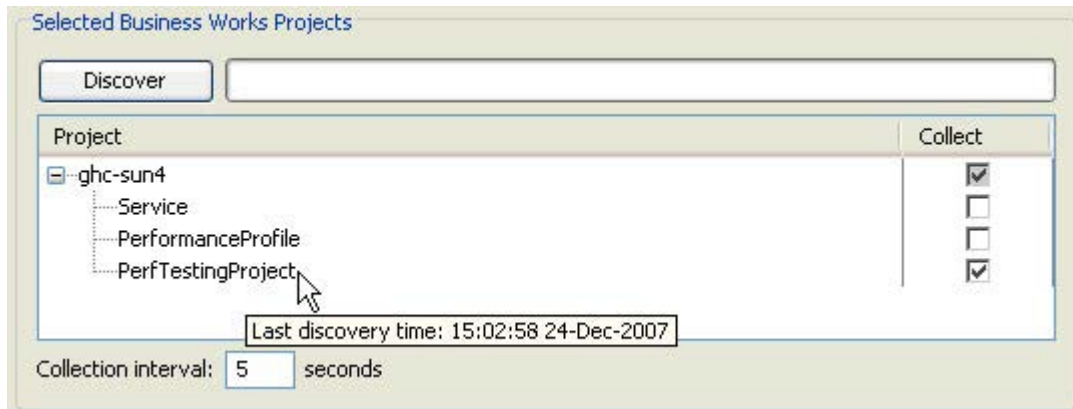 Selected Business Works Projects
Discover
Project Collect
ghc-sun4
Service
PerformanceProfile
PerfTestingProject
Last discovery time: 15:02:58 24-Dec-2007
Collection interval: 5 seconds